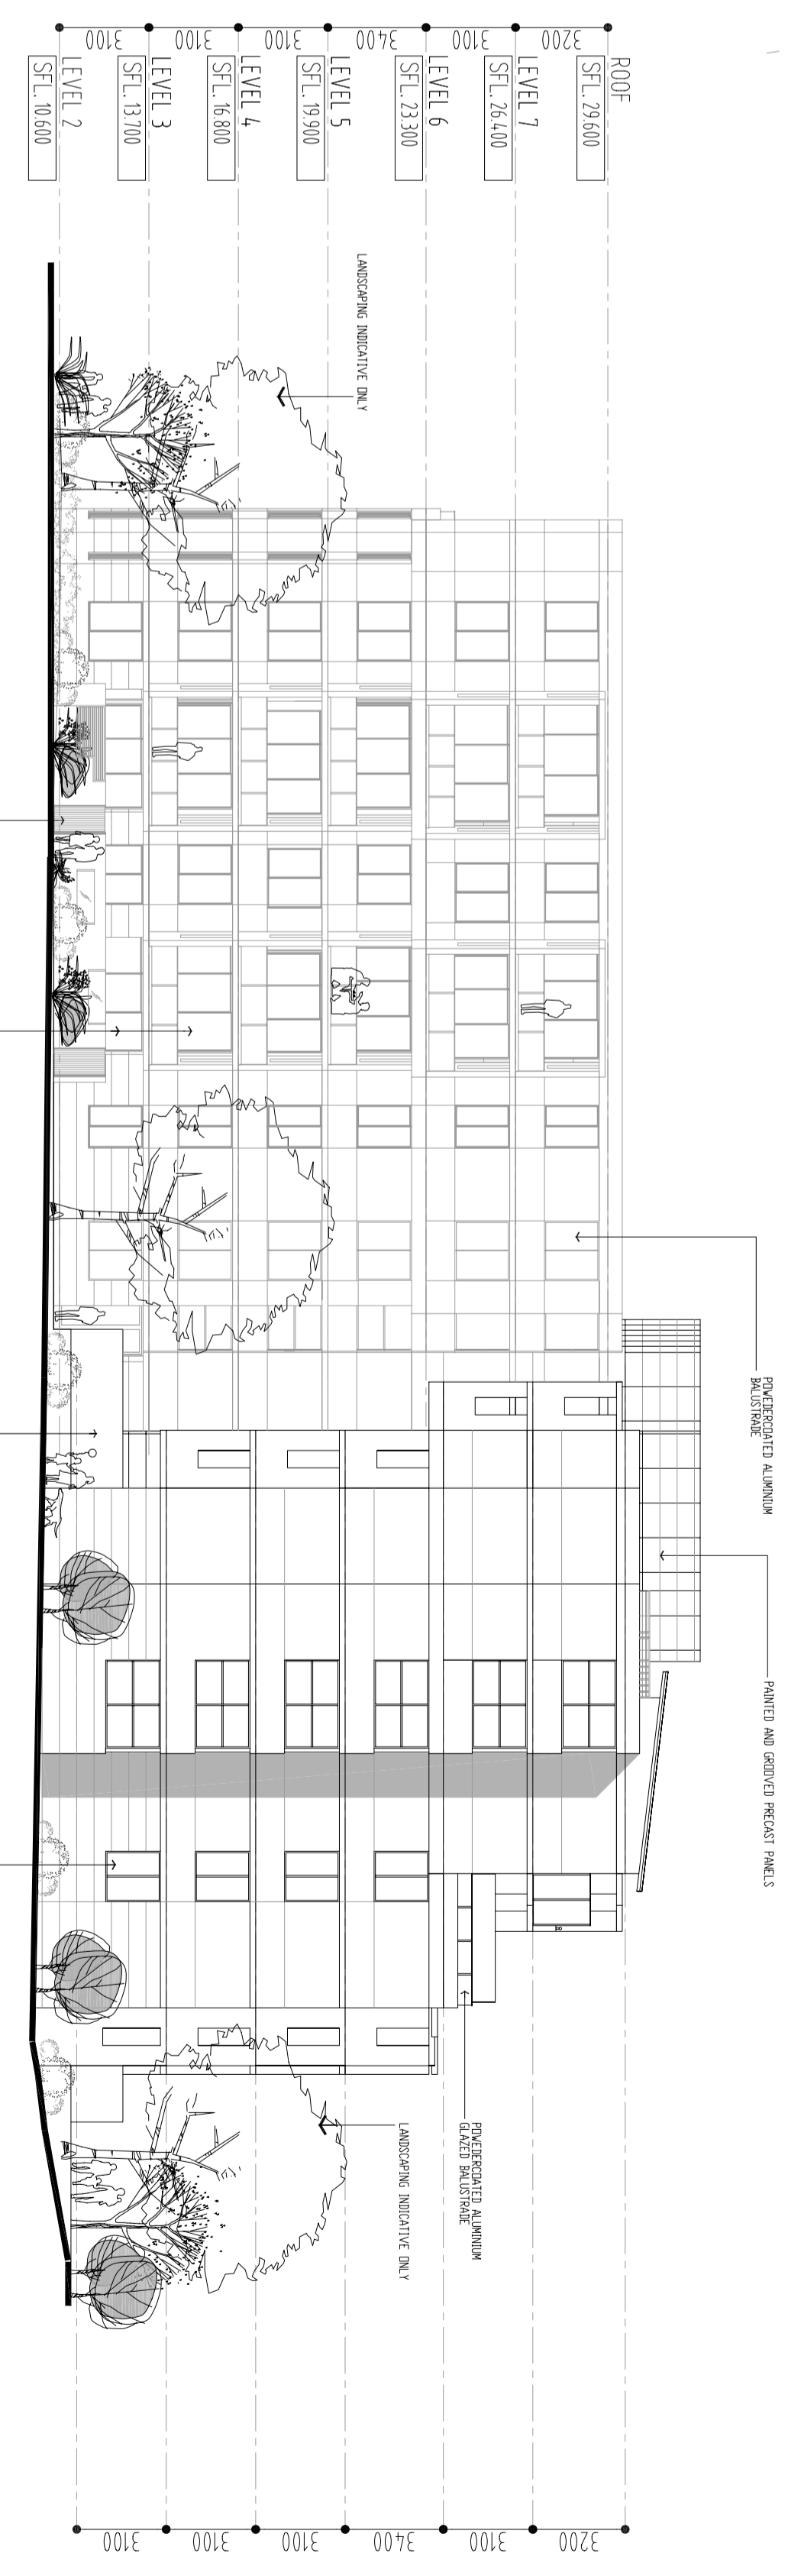 ROOF
SFL. 29.600
3200
LEVEL 7
SFL. 26.400
3100
LEVEL 6
SFL. 23.300
3400
LEVEL 5
SFL. 19.900
3100
LEVEL 4
SFL. 16.800
3100
LEVEL 3
SFL. 13.700
3100
LEVEL 2
SFL. 10.600
LANDSCAPING INDICATIVE ONLY
POWEDERCOATED ALUMINIUM
BALUSTRADE
PAINTED AND GROOVED PRECAST PANELS
POWEDERCOATED ALUMINIUM
GLAZED BALUSTRADE
LANDSCAPING INDICATIVE ONLY
3200
3100
3400
3100
3100
3100